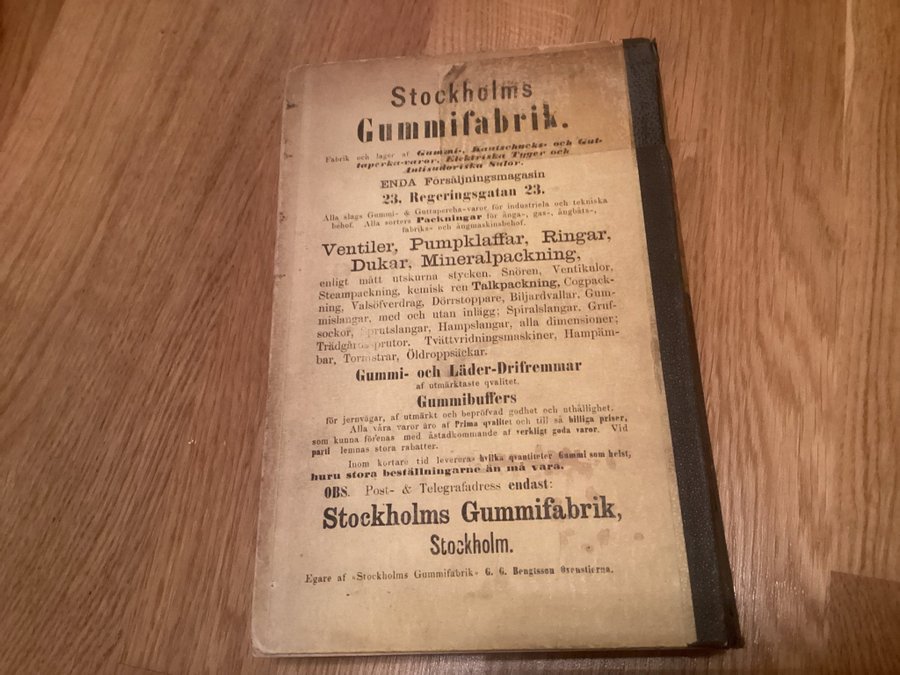 Stockholms
Gummifabrik.
Fabrik och lager af Gummi-, Kautschucks- och Gut-
taperka-varor, Elektriska Tyger och
Antisudoriska Sulor.
ENDA Försäljningsmagasin
23. Regeringsgatan 23.
Alla slags Gummi- & Guttapercha-varor för industriela och tekniska
behof. Alla sorters Packningar för ånga-, gas-, ångbåts-,
fabriks- och ångmaskinsbehof.
Ventiler, Pumpklaffar, Ringar,
Dukar, Mineralpackning,
enligt mått utskurna stycken. Snören, Ventikulor,
Steampackning, kemisk ren Talkpackning, Cogpack-
ning, Valsöfverdrag, Dörrstoppare, Biljardvallar. Gum-
mislangar, med och utan inlägg; Spiralslangar. Gruf-
sockor, Sprutslangar, Hampslangar, alla dimensioner;
Trädgårdssprutor. Tvättvridningsmaskiner, Hampäm-
bar, Tornistrar, Öldroppsäckar.
Gummi- och Läder-Drifremmar
af utmärktaste qvalitet.
Gummibuffers
för jernvägar, af utmärkt och bepröfvad godhet och uthållighet.
Alla våra varor äro af Prima qvalitet och till så billiga priser,
som kunna förenas med åstadkommande af verkligt goda varor. Vid
parti lemnas stora rabatter.
Inom kortare tid levereras hvilka qvantiteter Gummi som helst,
huru stora beställningarne än må vara.
OBS. Post- & Telegrafadress endast:
Stockholms Gummifabrik,
Stockholm.
Egare af »Stockholms Gummifabrik» G. G. Bengtsson Oxenstierna.